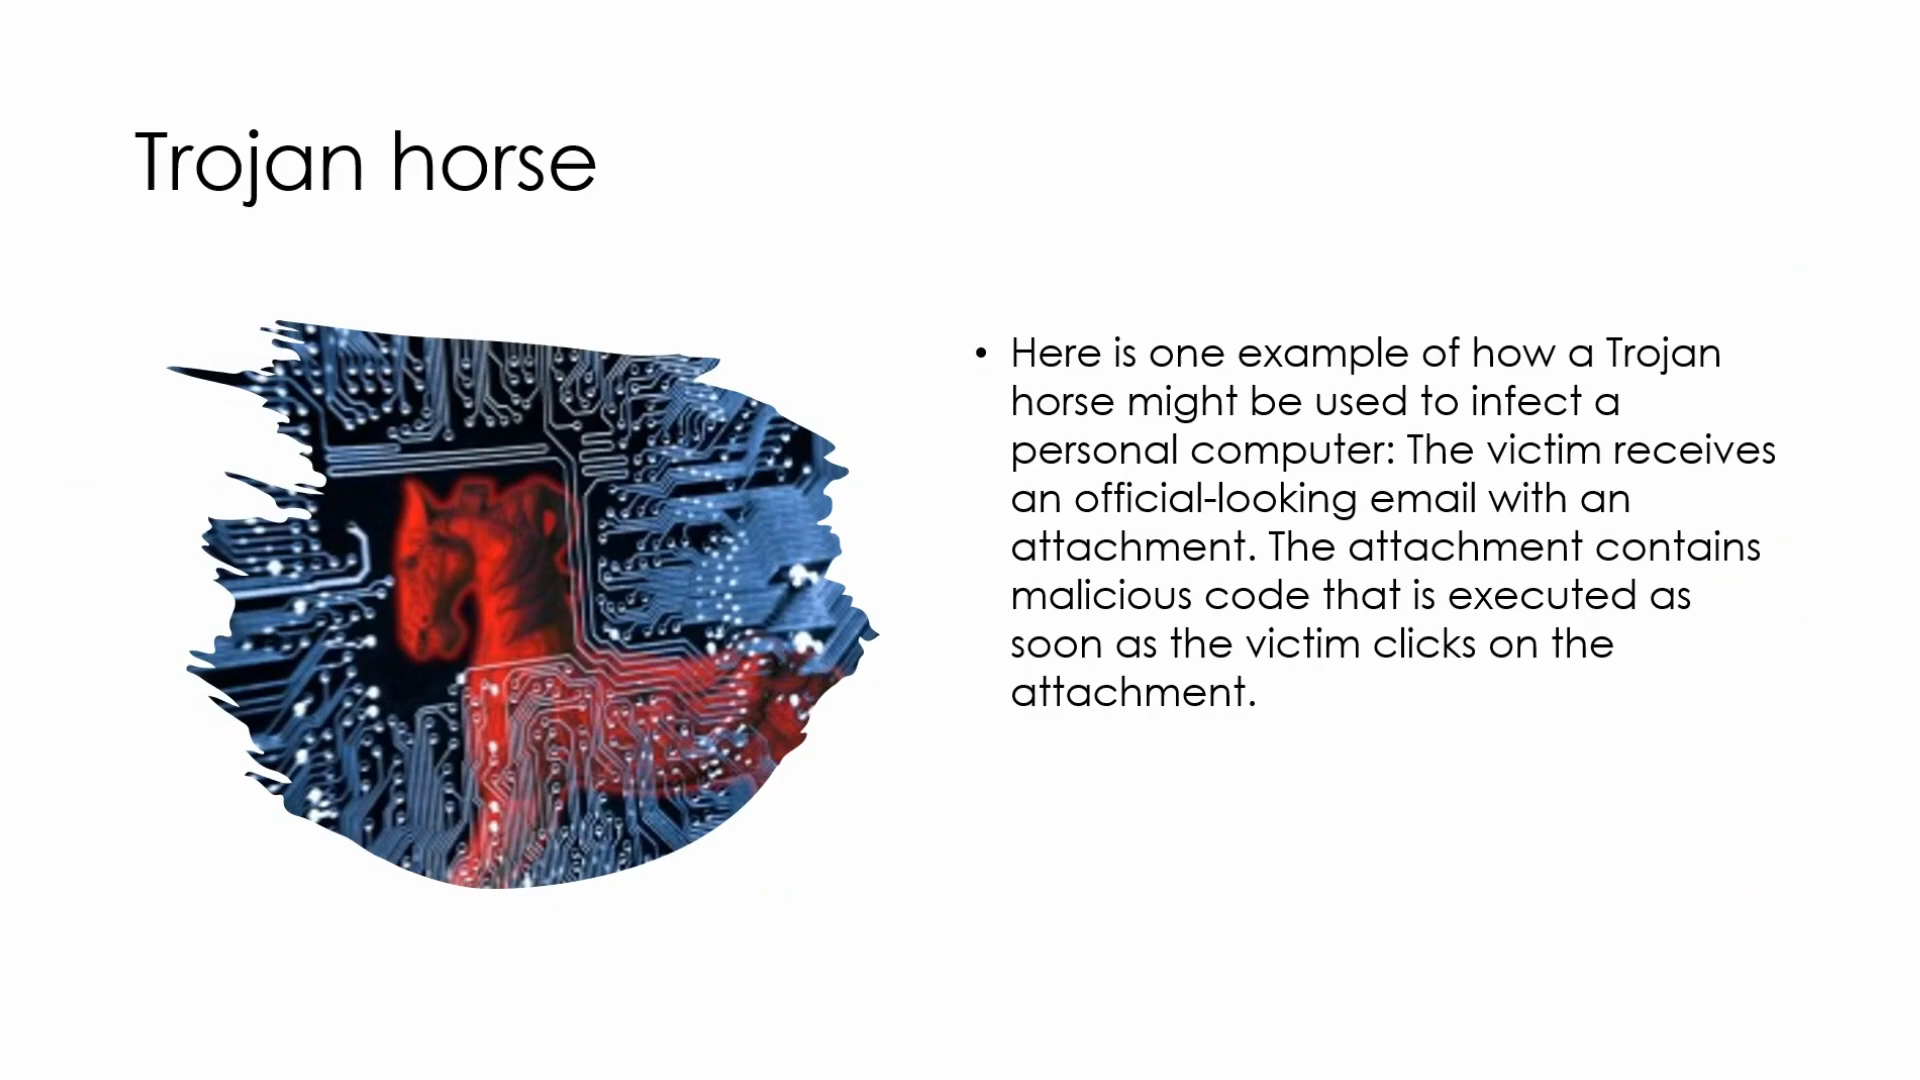 Trojan horse
• Here is one example of how a Trojan
horse might be used to infect a
personal computer: The victim receives
an official-looking email with an
attachment. The attachment contains
malicious code that is executed as
soon as the victim clicks on the
attachment.